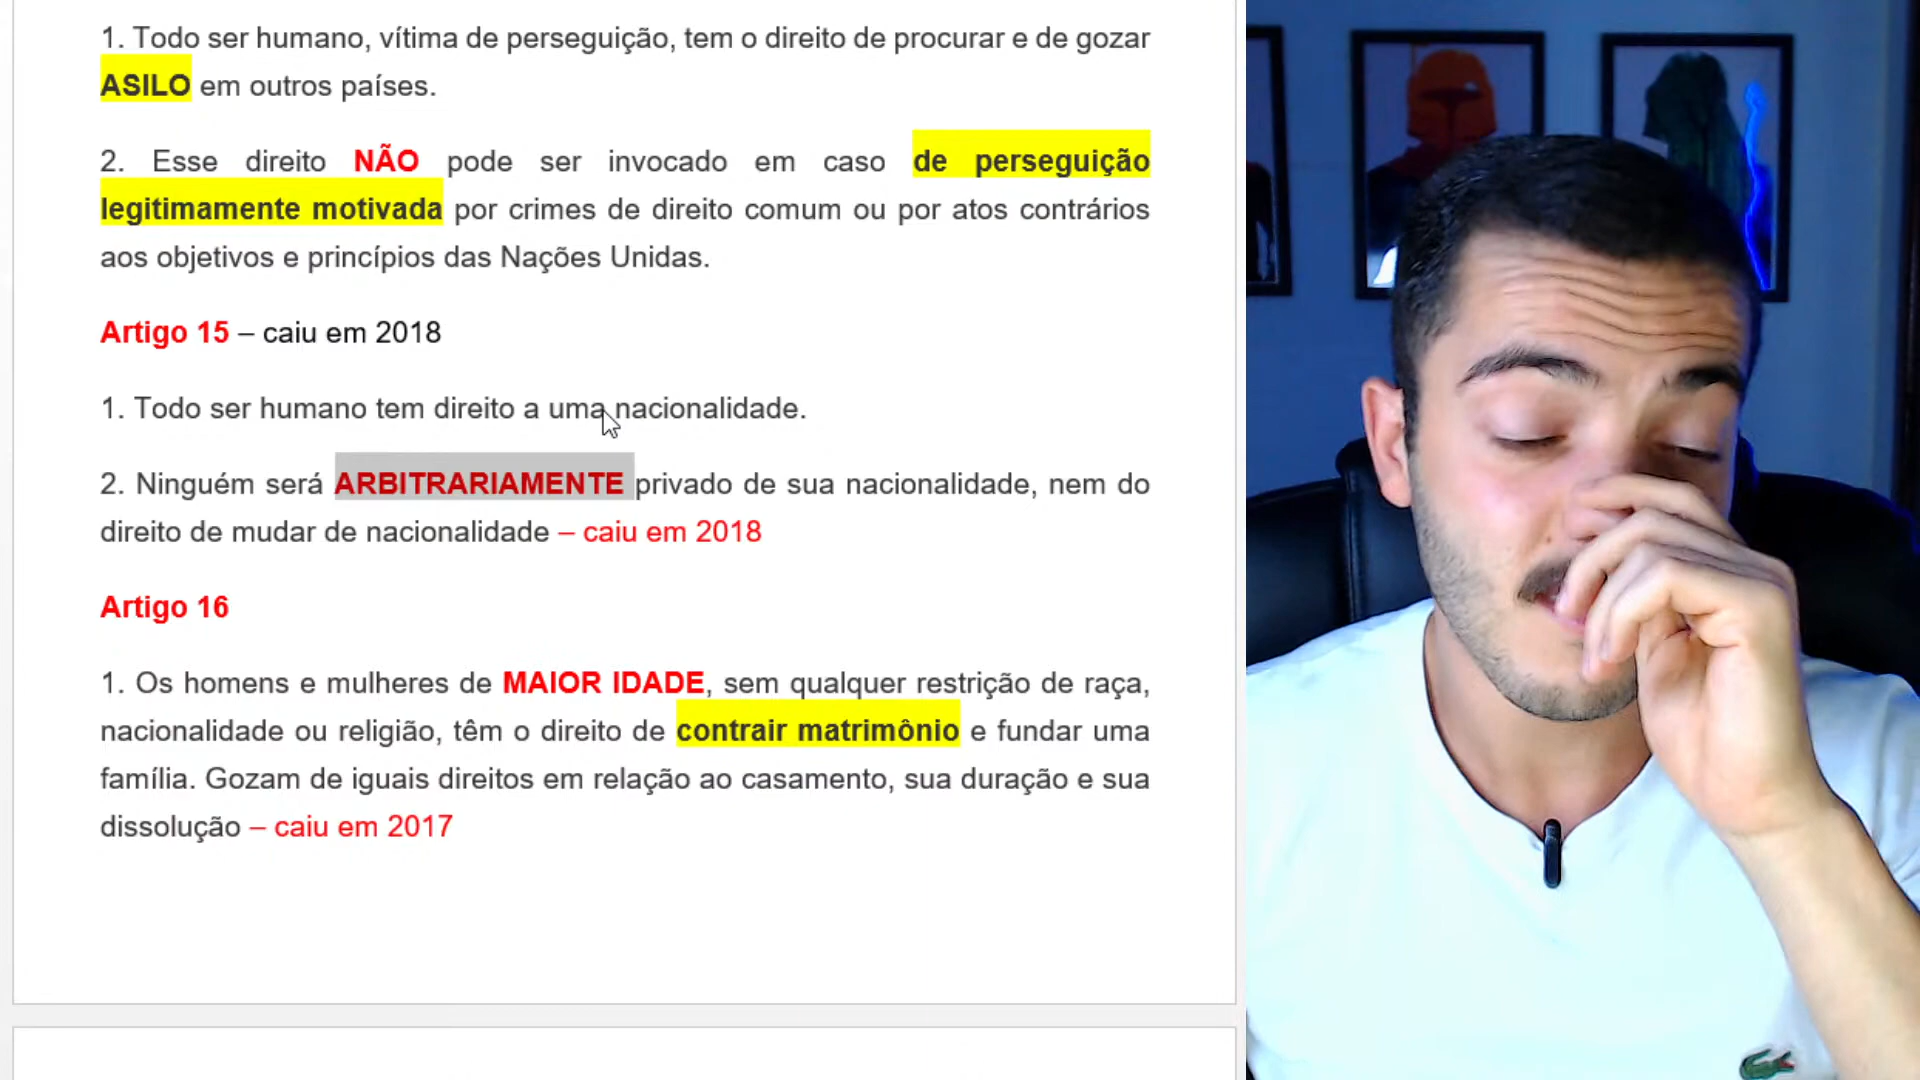 1. Todo ser humano, vítima de perseguição, tem o direito de procurar e de gozar
ASILO em outros países.
2. Esse direito NÃO pode ser invocado em caso de perseguição
legitimamente motivada por crimes de direito comum ou por atos contrários
aos objetivos e princípios das Nações Unidas.
Artigo 15 – caiu em 2018
1. Todo ser humano tem direito a uma nacionalidade.
2. Ninguém será ARBITRARIAMENTE privado de sua nacionalidade, nem do
direito de mudar de nacionalidade – caiu em 2018
Artigo 16
1. Os homens e mulheres de MAIOR IDADE, sem qualquer restrição de raça,
nacionalidade ou religião, têm o direito de contrair matrimônio e fundar uma
família. Gozam de iguais direitos em relação ao casamento, sua duração e sua
dissolução – caiu em 2017